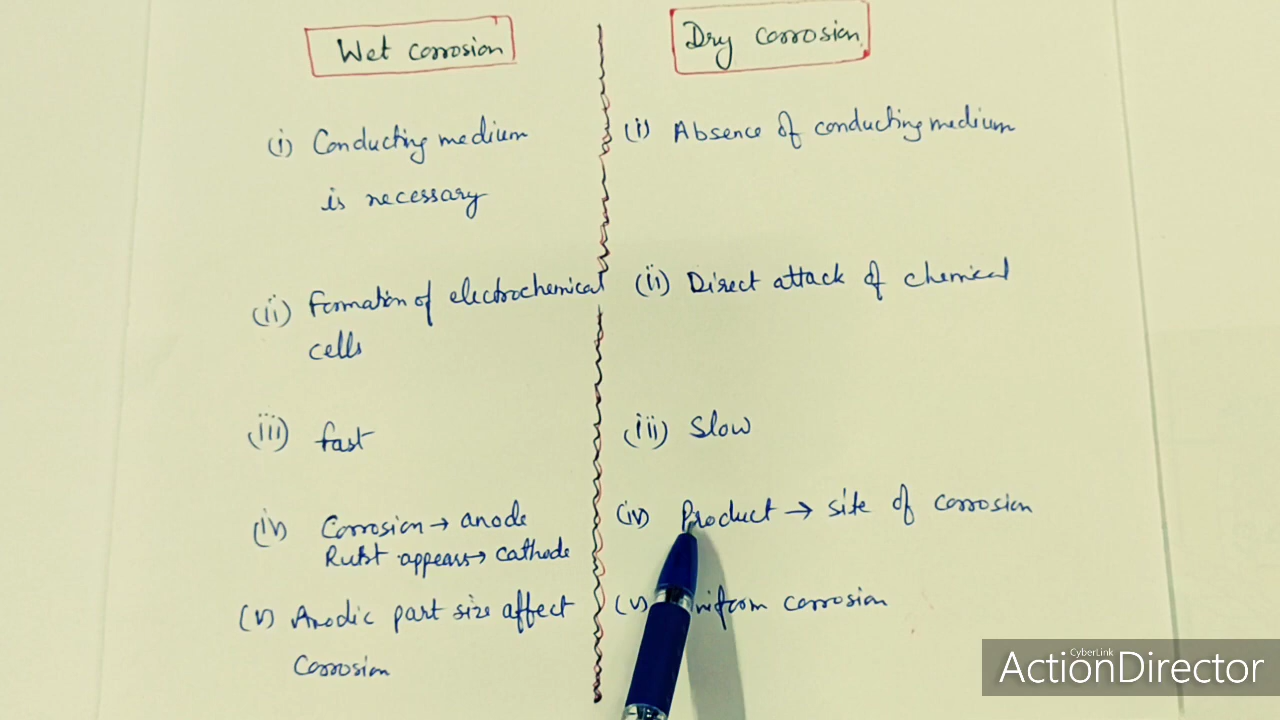 Wet corrosion
(i) Conducting medium
is necessary
(ii) Formation of electrochemical
cells
(iii) fast
(iv) Corrosion → anode
Rust appears → cathode
(v) Anodic part size affect
Corrosion
Dry corrosion
(i) Absence of conducting medium
(ii) Direct attack of chemical
(iii) Slow
(iv) Product → site of corrosion
(v) corrosion
CyberLink
ActionDirector